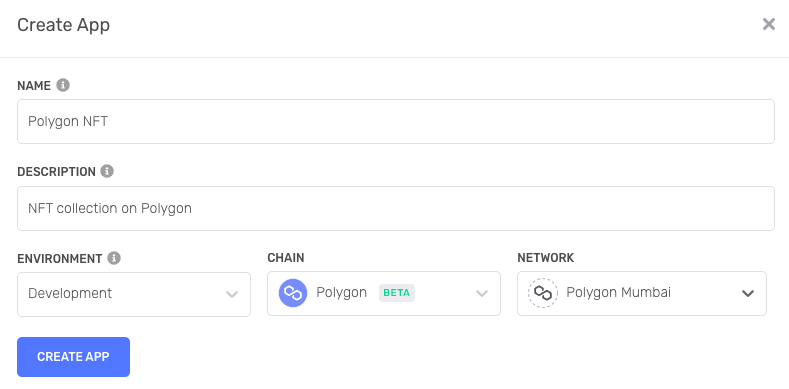 Create App
NAME
Polygon NFT
DESCRIPTION
NFT collection on Polygon
ENVIRONMENT CHAIN NETWORK
Development Polygon BETA Polygon Mumbai
CREATE APP